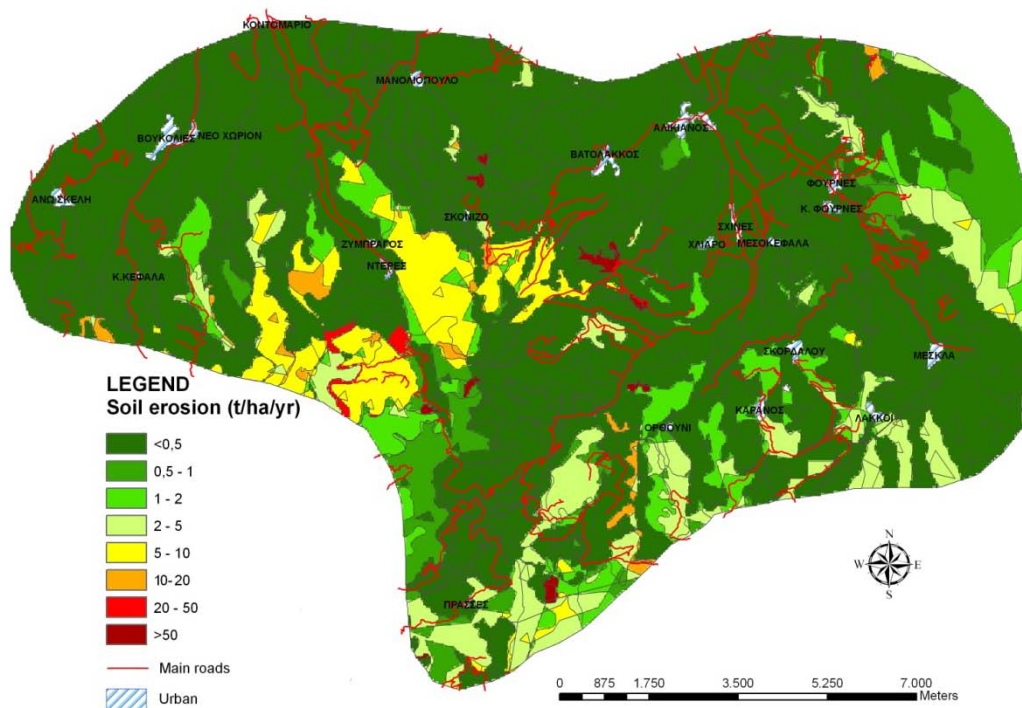 ΚΟΝΤΟΜΑΡΙΟ
ΜΑΝΟΛΙΟΠΟΥΛΟ
ΒΟΥΚΟΛΙΕΣ
ΝΕΟ ΧΩΡΙΟΝ
ΑΛΙΚΙΑΝΟΣ
ΒΑΤΟΛΑΚΚΟΣ
ΑΝΩ ΣΚΕΛΗ
ΦΟΥΡΝΕΣ
Κ. ΦΟΥΡΝΕΣ
ΣΚΟΝΙΖΟ
ΣΧΙΝΕΣ
ΖΥΜΠΡΑΓΟΣ
ΧΛΙΑΡΟ
ΜΕΣΟΚΕΦΑΛΑ
ΝΤΕΡΕΣ
Κ.ΚΕΦΑΛΑ
ΣΚΟΡΔΑΛΟΥ
ΜΕΣΚΛΑ
ΚΑΡΑΝΟΣ
ΛΑΚΚΟΙ
ΟΡΘΟΥΝΙ
ΠΡΑΣΣΕΣ
LEGEND
Soil erosion (t/ha/yr)
<0,5
0,5 - 1
1 - 2
2 - 5
5 - 10
10-20
20 - 50
>50
Main roads
Urban
N
W E
S
0 875 1.750 3.500 5.250 7.000
Meters